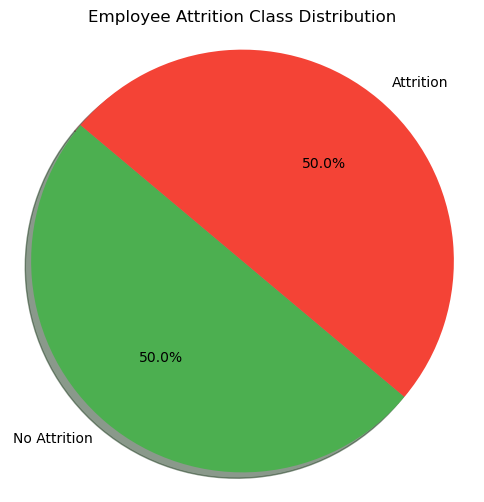 Employee Attrition Class Distribution
Attrition
50.0%
50.0%
No Attrition